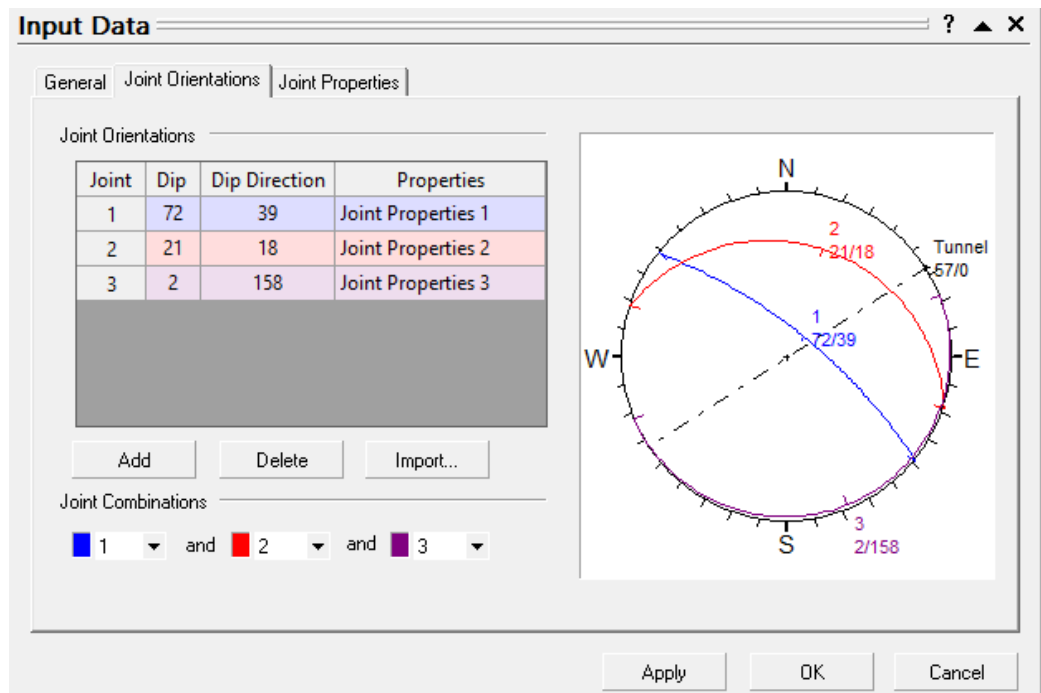 Input Data ? ▲ X
General Joint Orientations Joint Properties
Joint Orientations
Joint Dip Dip Direction Properties
1 72 39 Joint Properties 1
2 21 18 Joint Properties 2
3 2 158 Joint Properties 3
Add Delete Import...
Joint Combinations
1 and 2 and 3
N
2
21/18
Tunnel
57/0
1
72/39
W E
3
S 2/158
Apply OK Cancel